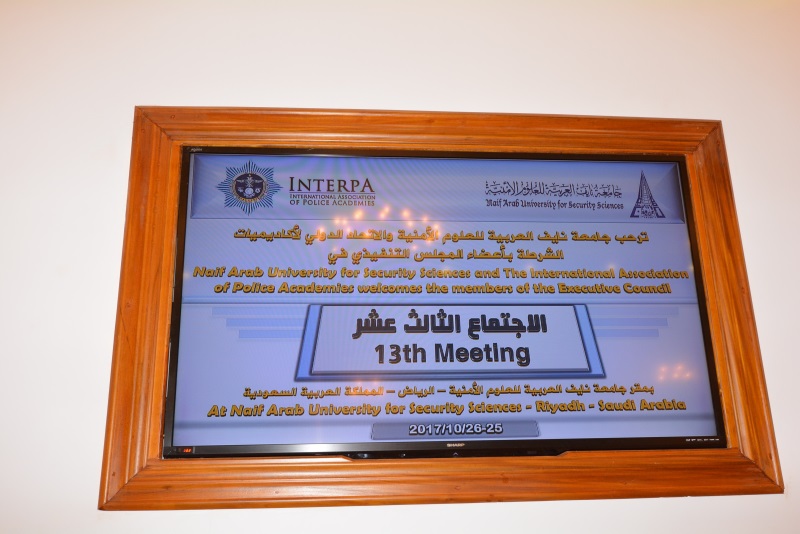 INTERPA
INTERNATIONAL ASSOCIATION
OF POLICE ACADEMIES
جامعة نايف العربية للعلوم الأمنية
Naif Arab University for Security Sciences
ترحب جامعة نايف العربية للعلوم الأمنية والاتحاد الدولي لأكاديميات
الشرطة بأعضاء المجلس التنفيذي في
Naif Arab University for Security Sciences and The International Association
of Police Academies welcomes the members of the Executive Council
الاجتماع الثالث عشر
13th Meeting
بمقر جامعة نايف العربية للعلوم الأمنية – الرياض – المملكة العربية السعودية
At Naif Arab University for Security Sciences - Riyadh - Saudi Arabia
2017/10/26-25
SHARP